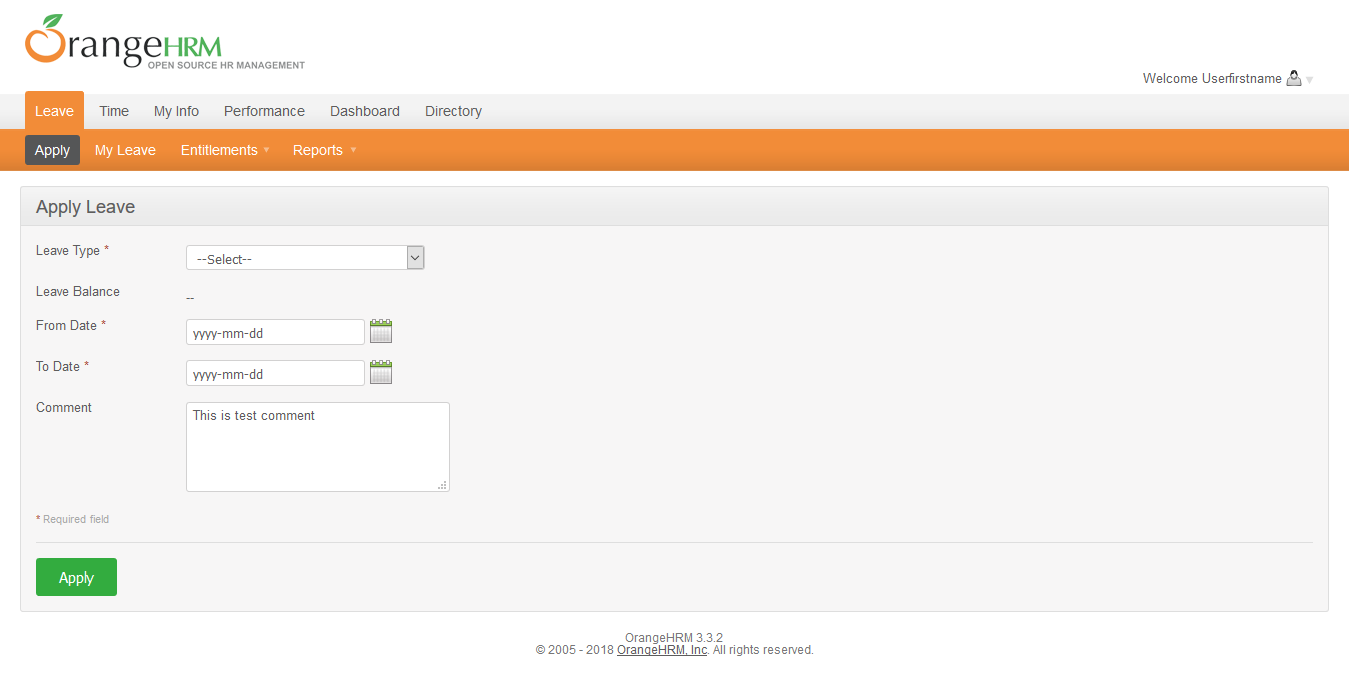 OrangeHRM
OPEN SOURCE HR MANAGEMENT
Welcome Userfirstname
Leave Time My Info Performance Dashboard Directory
Apply My Leave Entitlements Reports
Apply Leave
Leave Type * --Select--
Leave Balance --
From Date * yyyy-mm-dd
To Date * yyyy-mm-dd
Comment This is test comment
* Required field
Apply
OrangeHRM 3.3.2
© 2005 - 2018 OrangeHRM, Inc. All rights reserved.